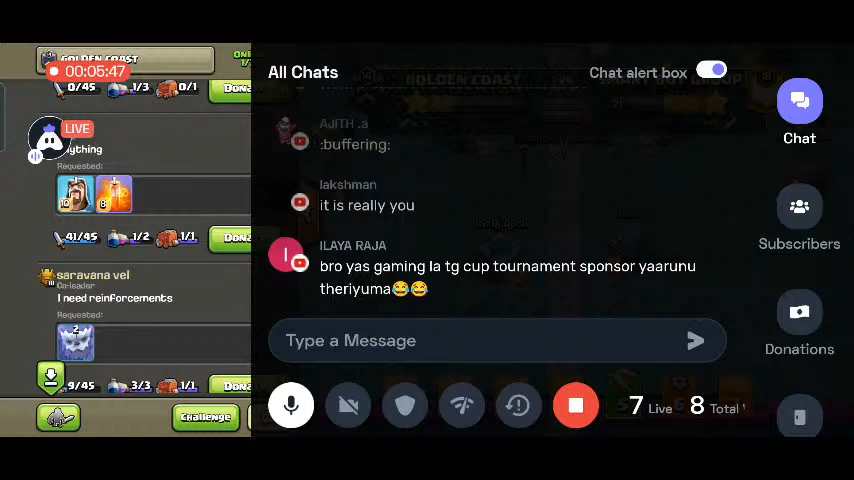 GOLDEN COAST
00:05:47
0/45 1/3 0/1
LIVE
Requested:
10 8
41/45 1/2 1/1
saravana vel
Co-leader
I need reinforcements
Requested:
2
9/45 3/3 1/1
Challenge
All Chats
Chat alert box
GOLDEN COAST
AJITH .a
:buffering:
lakshman
it is really you
ILAYA RAJA
I
bro yas gaming la tg cup tournament sponsor yaarunu
theriyuma😂😂
Type a Message
7 Live 8 Total
Chat
Subscribers
Donations